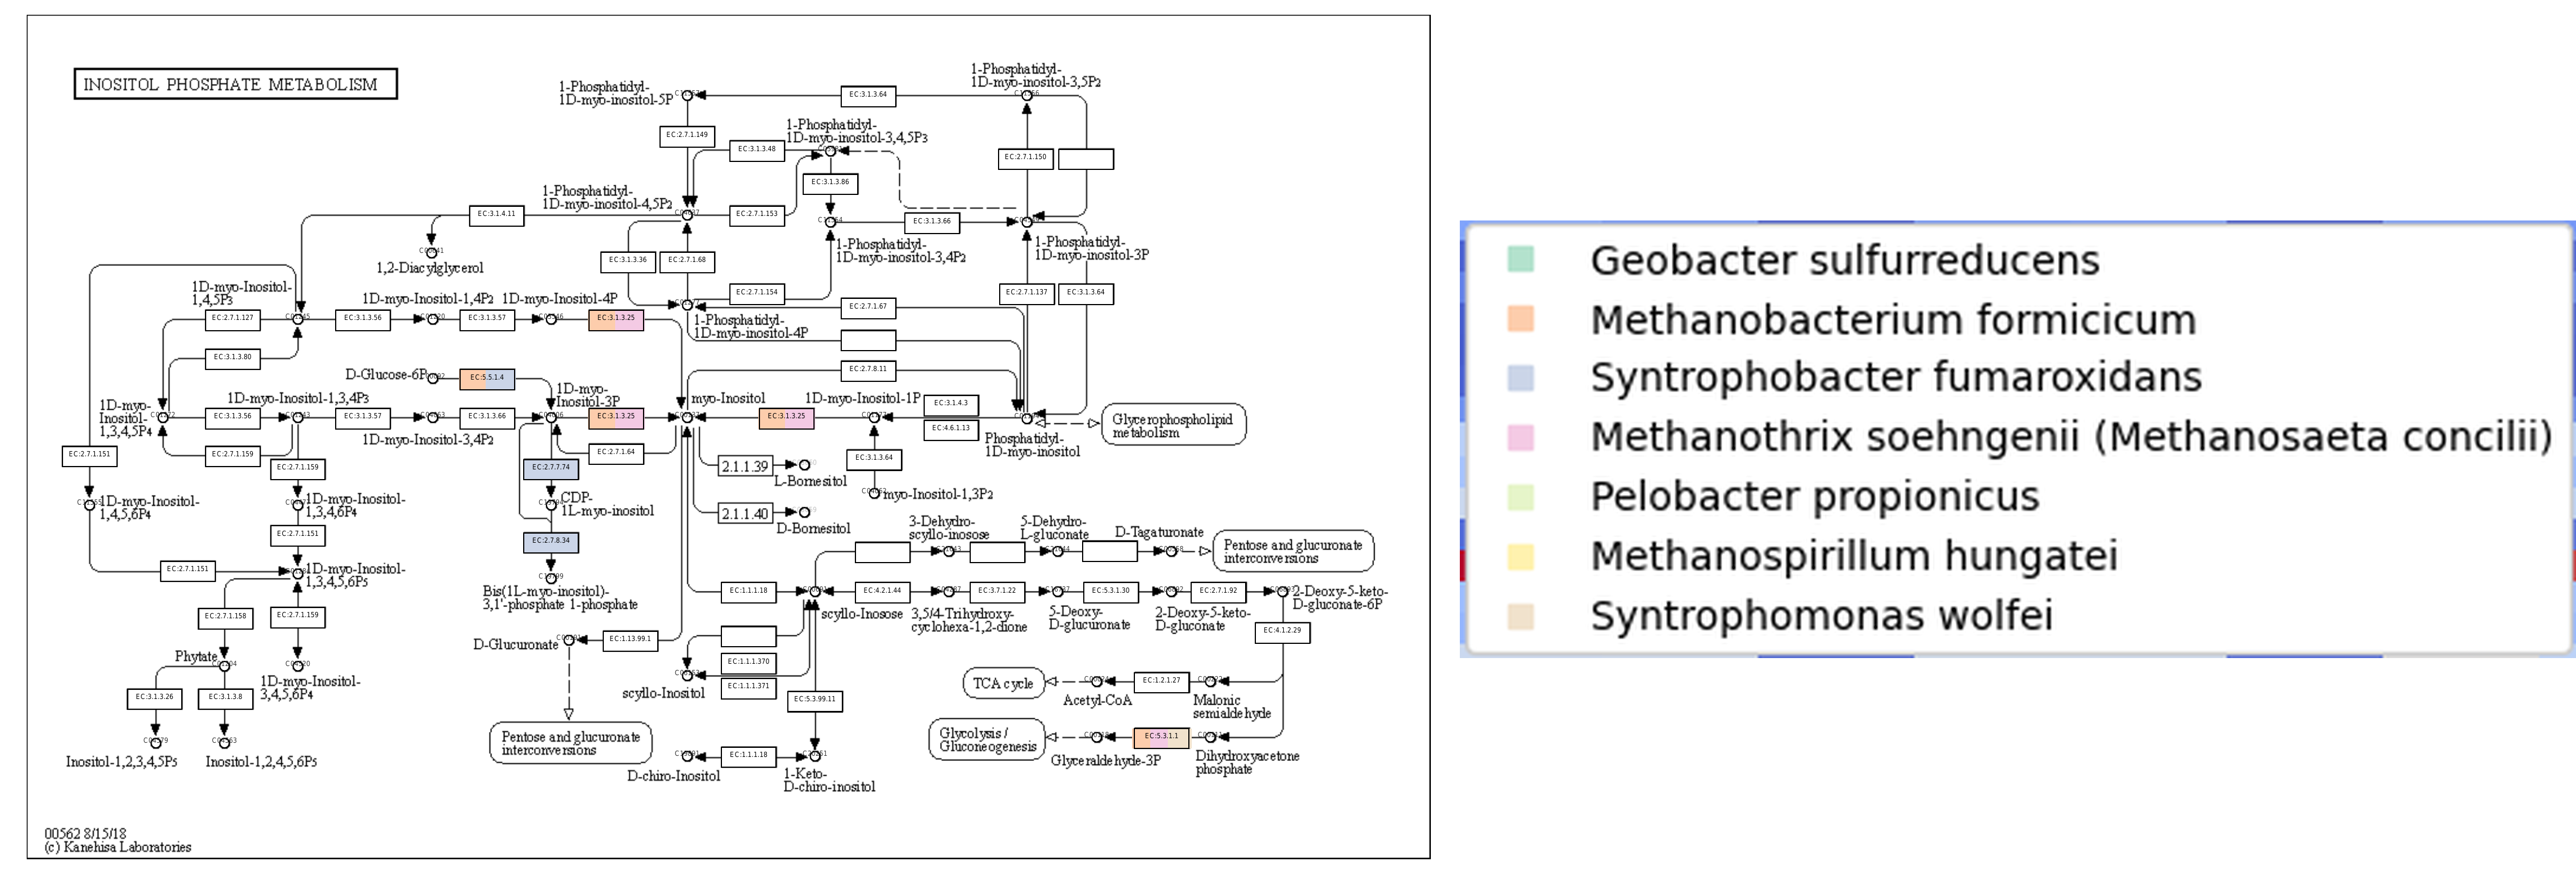 INOSITOL PHOSPHATE METABOLISM
1-Phosphatidyl-
1D-myo-inositol-5P
EC:3.1.3.64
1-Phosphatidyl-
1D-myo-inositol-3,5P2
EC:2.7.1.149
1-Phosphatidyl-
1D-myo-inositol-3,4,5P3
EC:3.1.3.48
EC:2.7.1.150
EC:3.1.3.86
1-Phosphatidyl-
1D-myo-inositol-4,5P2
EC:3.1.4.11
EC:2.7.1.153
EC:3.1.3.66
1,2-Diacylglycerol
EC:3.1.3.36
EC:2.7.1.68
1-Phosphatidyl-
1D-myo-inositol-3,4P2
1-Phosphatidyl-
1D-myo-inositol-3P
1D-myo-Inositol-
1,4,5P3
1D-myo-Inositol-1,4P2
1D-myo-Inositol-4P
EC:2.7.1.154
EC:2.7.1.67
EC:2.7.1.137
EC:3.1.3.64
EC:2.7.1.127
EC:3.1.3.56
EC:3.1.3.57
EC:3.1.3.25
1-Phosphatidyl-
1D-myo-inositol-4P
EC:3.1.3.80
D-Glucose-6P
EC:5.5.1.4
EC:2.7.8.11
1D-myo-
Inositol-
1,3,4,5P4
1D-myo-Inositol-1,3,4P3
1D-myo-
Inositol-3P
myo-Inositol
1D-myo-Inositol-1P
EC:3.1.4.3
EC:3.1.3.56
EC:3.1.3.57
EC:3.1.3.66
EC:3.1.3.25
EC:3.1.3.25
EC:4.6.1.13
Glycerophospholipid
metabolism
1D-myo-Inositol-3,4P2
Phosphatidyl-
1D-myo-inositol
EC:2.7.1.151
EC:2.7.1.159
EC:2.7.1.159
EC:2.7.1.64
EC:2.7.7.74
2.1.1.39
L-Bornesitol
EC:3.1.3.64
1D-myo-Inositol-
1,4,5,6P4
1D-myo-Inositol-
1,3,4,6P4
CDP-
1L-myo-inositol
myo-Inositol-1,3P2
2.1.1.40
D-Bornesitol
EC:2.7.1.151
EC:2.7.8.34
3-Dehydro-
scyllo-inosose
5-Dehydro-
L-gluconate
D-Tagaturonate
Pentose and glucuronate
interconversions
EC:2.7.1.151
1D-myo-Inositol-
1,3,4,5,6P5
Bis(1L-myo-inositol)-
3,1'-phosphate 1-phosphate
EC:1.1.1.18
EC:4.2.1.44
EC:3.7.1.22
EC:5.3.1.30
EC:2.7.1.92
2-Deoxy-5-keto-
D-gluconate-6P
scyllo-Inosose
3,5/4-Trihydroxy-
cyclohexa-1,2-dione
5-Deoxy-
D-glucuronate
2-Deoxy-5-keto-
D-gluconate
EC:2.7.1.158
EC:2.7.1.159
D-Glucuronate
EC:1.13.99.1
EC:4.1.2.29
Phytate
EC:1.1.1.370
EC:1.1.1.371
scyllo-Inositol
1D-myo-Inositol-
3,4,5,6P4
EC:3.1.3.26
EC:3.1.3.8
EC:5.3.99.11
TCA cycle
EC:1.2.1.27
Acetyl-CoA
Malonic
semialdehyde
Pentose and glucuronate
interconversions
Glycolysis /
Gluconeogenesis
EC:5.3.1.1
Glyceraldehyde-3P
Dihydroxyacetone
phosphate
Inositol-1,2,3,4,5P5
Inositol-1,2,4,5,6P5
EC:1.1.1.18
D-chiro-Inositol
1-Keto-
D-chiro-inositol
00562 8/15/18
(c) Kanehisa Laboratories
Geobacter sulfurreducens
Methanobacterium formicicum
Syntrophobacter fumaroxidans
Methanothrix soehngenii (Methanosaeta concilii)
Pelobacter propionicus
Methanospirillum hungatei
Syntrophomonas wolfei